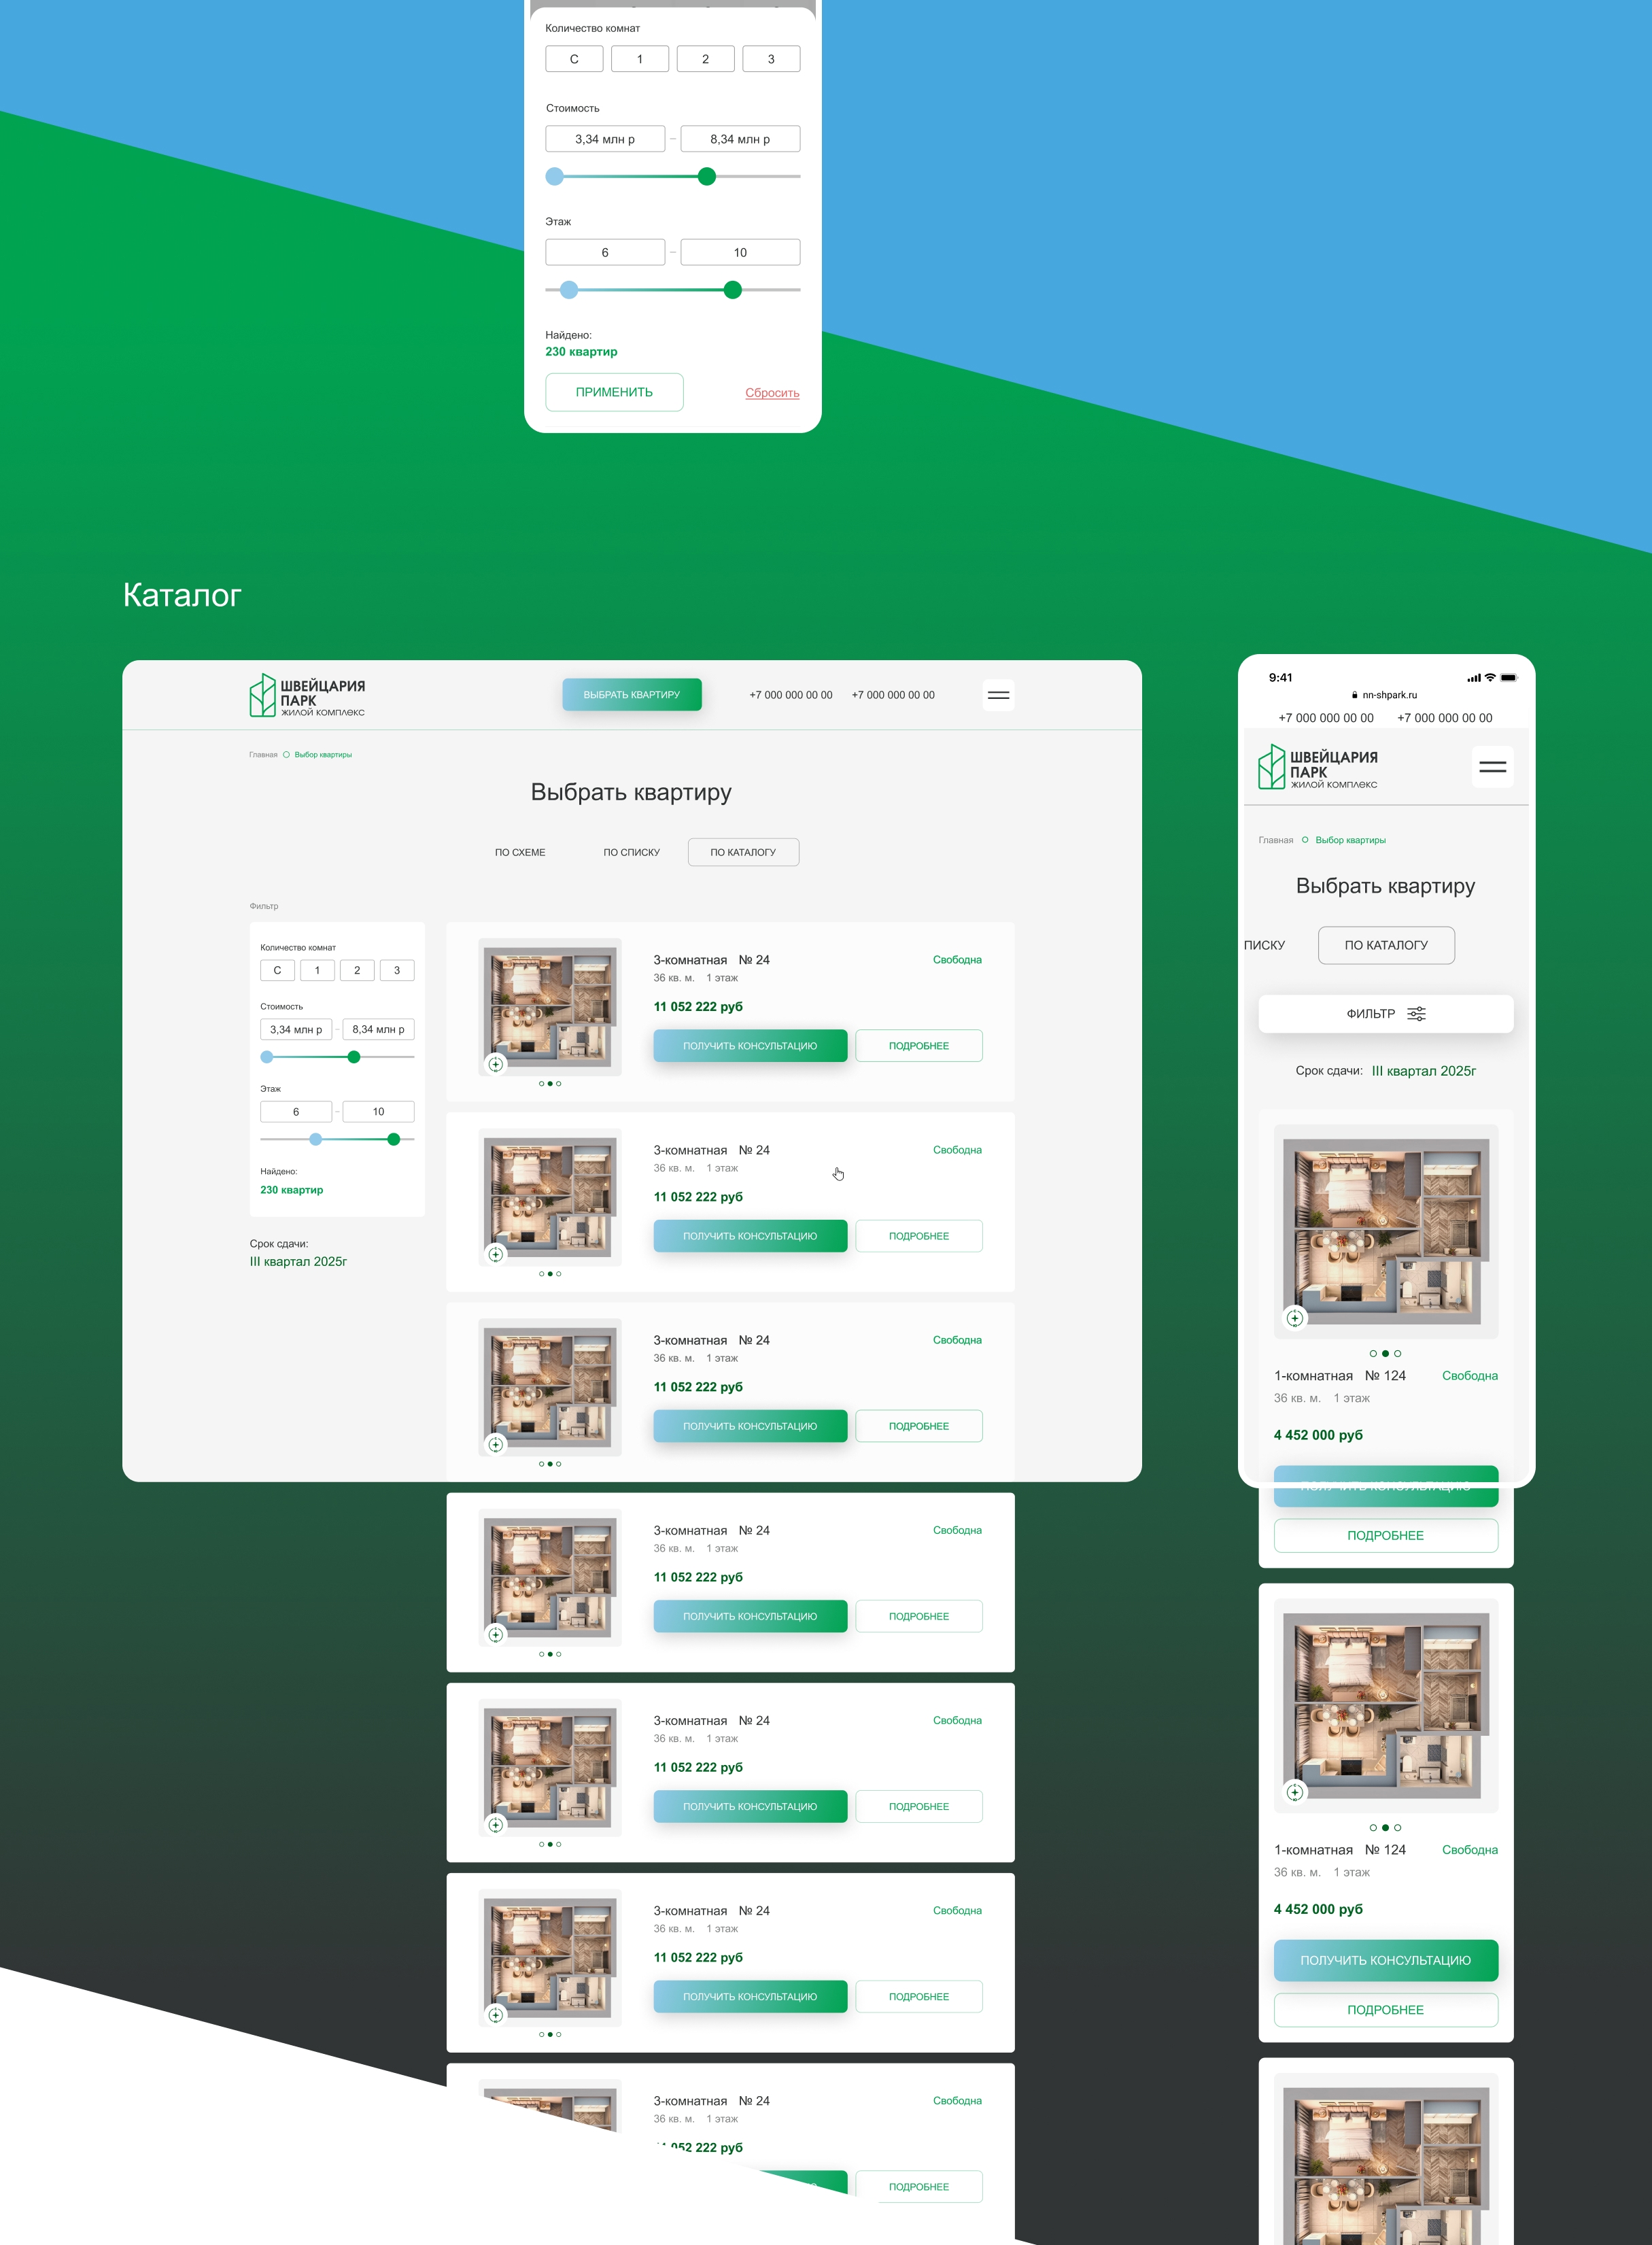 Количество комнат
С 1 2 3
Стоимость
3,34 млн р – 8,34 млн р
Этаж
6 – 10
Найдено:
230 квартир
ПРИМЕНИТЬ Сбросить
Каталог
ШВЕЙЦАРИЯ
ПАРК
ЖИЛОЙ КОМПЛЕКС
ВЫБРАТЬ КВАРТИРУ
+7 000 000 00 00 +7 000 000 00 00
Главная Выбор квартиры
Выбрать квартиру
ПО СХЕМЕ ПО СПИСКУ ПО КАТАЛОГУ
Фильтр
Количество комнат
С 1 2 3
Стоимость
3,34 млн р – 8,34 млн р
Этаж
6 – 10
Найдено:
230 квартир
Срок сдачи:
III квартал 2025г
3-комнатная № 24 Свободна
36 кв. м. 1 этаж
11 052 222 руб
ПОЛУЧИТЬ КОНСУЛЬТАЦИЮ ПОДРОБНЕЕ
3-комнатная № 24 Свободна
36 кв. м. 1 этаж
11 052 222 руб
ПОЛУЧИТЬ КОНСУЛЬТАЦИЮ ПОДРОБНЕЕ
3-комнатная № 24 Свободна
36 кв. м. 1 этаж
11 052 222 руб
ПОЛУЧИТЬ КОНСУЛЬТАЦИЮ ПОДРОБНЕЕ
3-комнатная № 24 Свободна
36 кв. м. 1 этаж
11 052 222 руб
ПОЛУЧИТЬ КОНСУЛЬТАЦИЮ ПОДРОБНЕЕ
3-комнатная № 24 Свободна
36 кв. м. 1 этаж
11 052 222 руб
ПОЛУЧИТЬ КОНСУЛЬТАЦИЮ ПОДРОБНЕЕ
3-комнатная № 24 Свободна
36 кв. м. 1 этаж
11 052 222 руб
ПОЛУЧИТЬ КОНСУЛЬТАЦИЮ ПОДРОБНЕЕ
3-комнатная № 24 Свободна
36 кв. м. 1 этаж
052 222 руб
ПОДРОБНЕЕ
9:41
nn-shpark.ru
+7 000 000 00 00 +7 000 000 00 00
ШВЕЙЦАРИЯ
ПАРК
ЖИЛОЙ КОМПЛЕКС
Главная Выбор квартиры
Выбрать квартиру
ПИСКУ ПО КАТАЛОГУ
ФИЛЬТР
Срок сдачи: III квартал 2025г
1-комнатная № 124 Свободна
36 кв. м. 1 этаж
4 452 000 руб
ПОЛУЧИТЬ КОНСУЛЬТАЦИЮ
ПОДРОБНЕЕ
1-комнатная № 124 Свободна
36 кв. м. 1 этаж
4 452 000 руб
ПОЛУЧИТЬ КОНСУЛЬТАЦИЮ
ПОДРОБНЕЕ